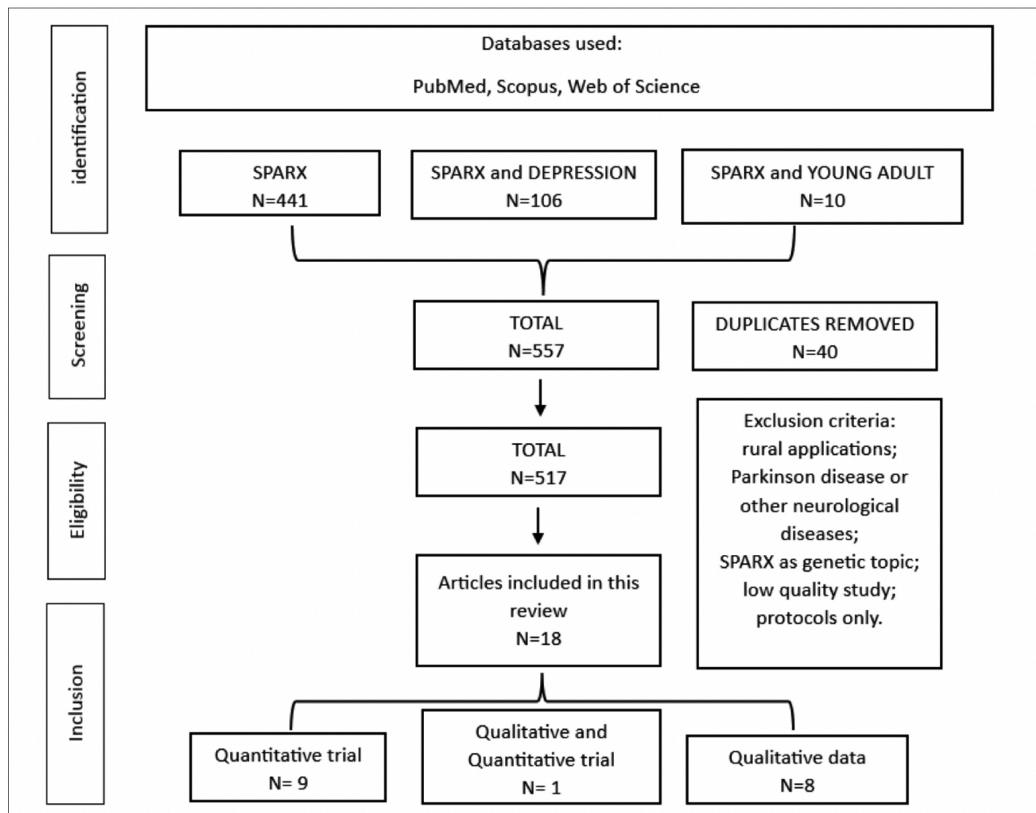 identification
Databases used:
PubMed, Scopus, Web of Science
SPARX
N=441
SPARX and DEPRESSION
N=106
SPARX and YOUNG ADULT
N=10
Screening
TOTAL
N=557
DUPLICATES REMOVED
N=40
Eligibility
TOTAL
N=517
Exclusion criteria:
rural applications;
Parkinson disease or
other neurological
diseases;
SPARX as genetic topic;
low quality study;
protocols only.
Articles included in this
review
N=18
Inclusion
Quantitative trial
N= 9
Qualitative and
Quantitative trial
N= 1
Qualitative data
N=8